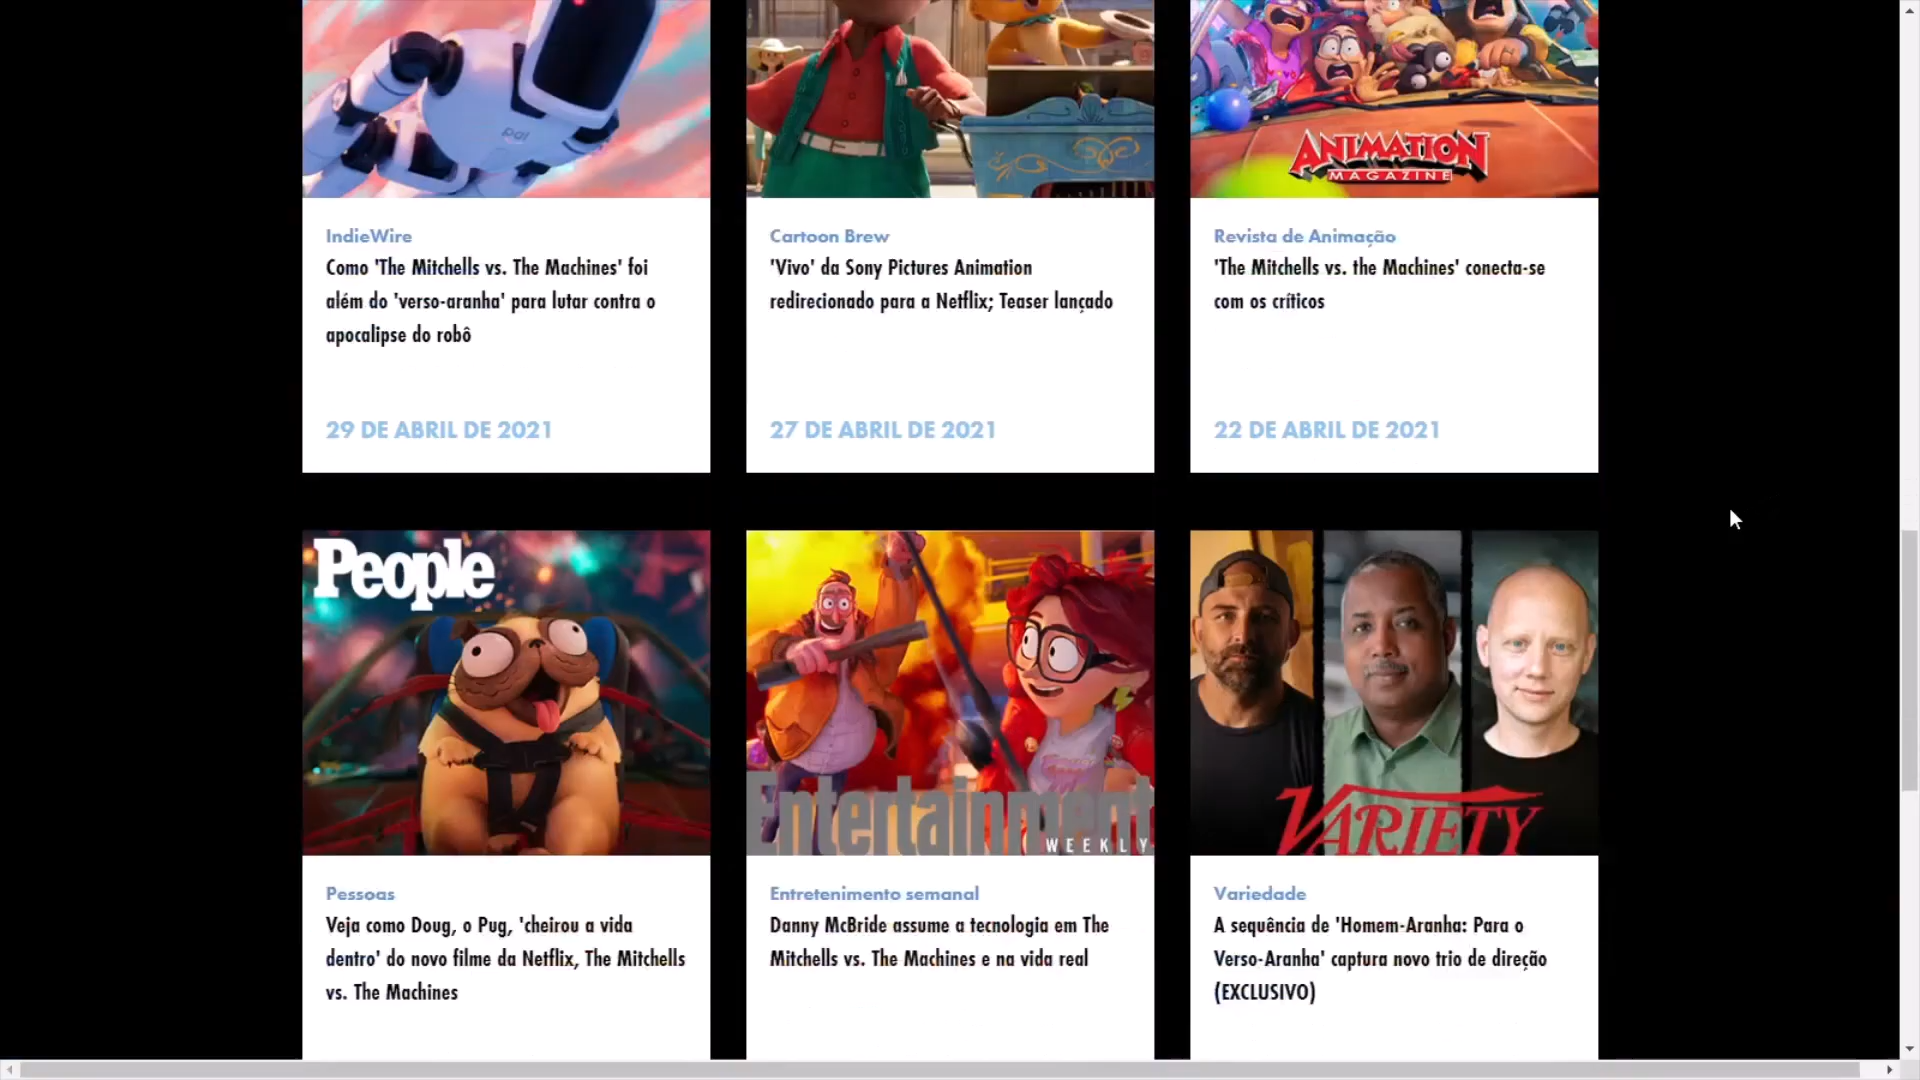 pal
ANIMATION
MAGAZINE
IndieWire
Como 'The Mitchells vs. The Machines' foi
além do 'verso-aranha' para lutar contra o
apocalipse do robô
29 DE ABRIL DE 2021
Cartoon Brew
'Vivo' da Sony Pictures Animation
redirecionado para a Netflix; Teaser lançado
27 DE ABRIL DE 2021
Revista de Animação
'The Mitchells vs. the Machines' conecta-se
com os críticos
22 DE ABRIL DE 2021
People
Pessoas
Veja como Doug, o Pug, 'cheirou a vida
dentro' do novo filme da Netflix, The Mitchells
vs. The Machines
Entertainment
WEEKLY
Entretenimento semanal
Danny McBride assume a tecnologia em The
Mitchells vs. The Machines e na vida real
VARIETY
Variedade
A sequência de 'Homem-Aranha: Para o
Verso-Aranha' captura novo trio de direção
(EXCLUSIVO)